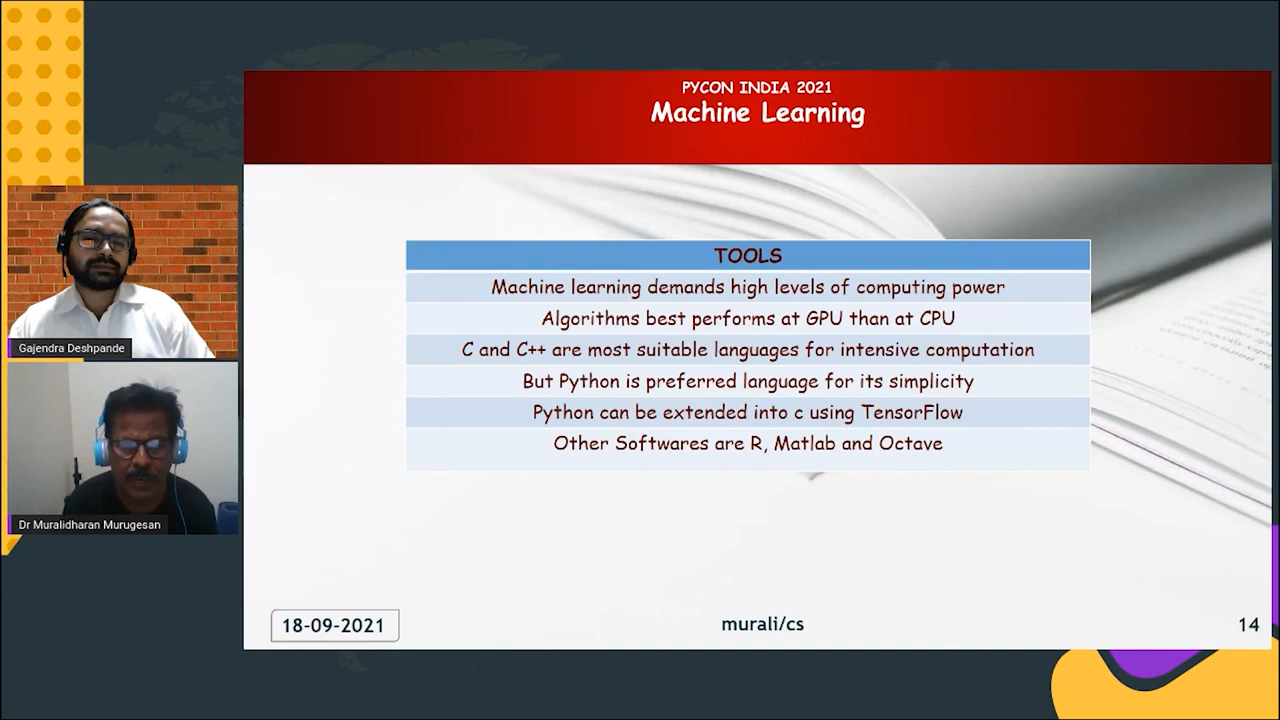 PYCON INDIA 2021
Machine Learning
TOOLS
Machine learning demands high levels of computing power
Algorithms best performs at GPU than at CPU
C and C++ are most suitable languages for intensive computation
But Python is preferred language for its simplicity
Python can be extended into c using TensorFlow
Other Softwares are R, Matlab and Octave
Gajendra Deshpande
Dr Muralidharan Murugesan
18-09-2021
murali/cs
14